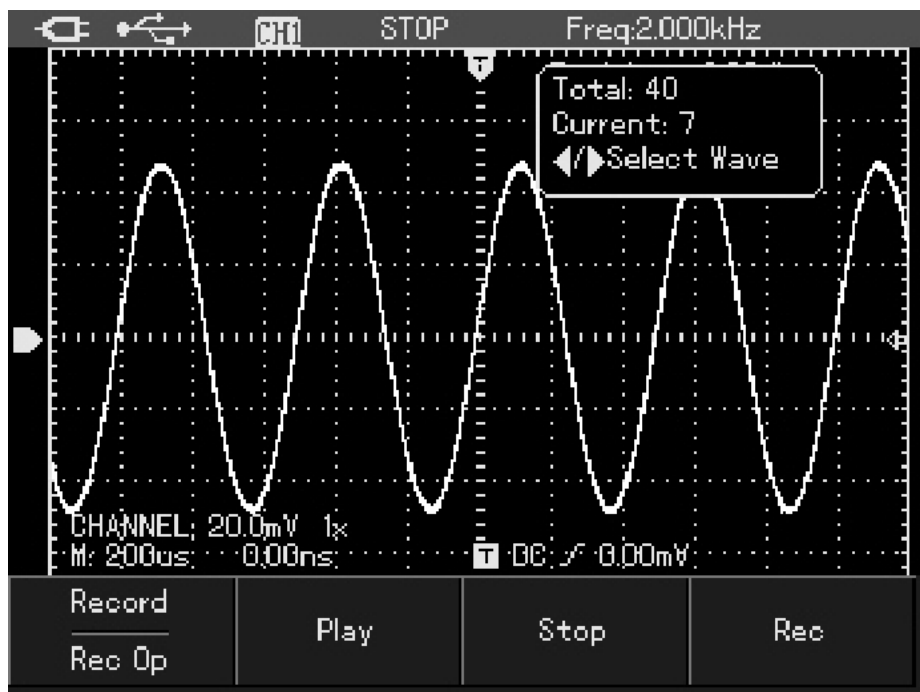 CH1 STOP Freq:2.000kHz
T
Total: 40
Current: 7
◀/▶Select Wave
CHANNEL: 20.0mV 1x
M: 200us 0.00ns T DC 0.00mV
Record Play Stop Rec
Rec Op